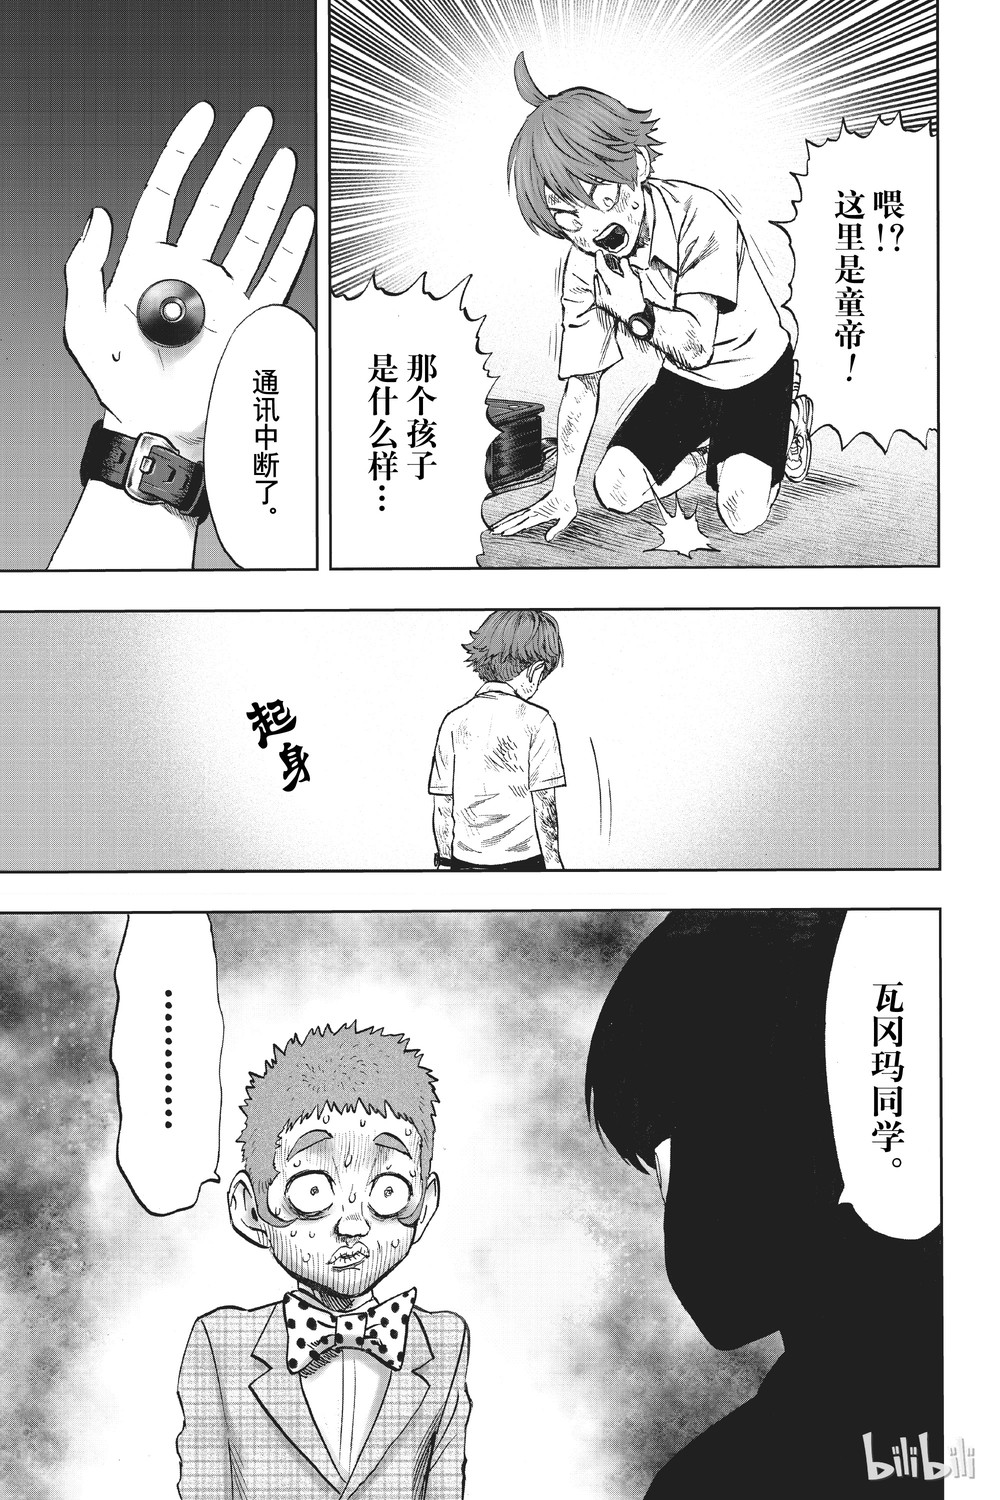 喂!?
这里是童帝！
那个孩子
是什么样…
通讯中断了。
起身
瓦冈玛同学。
…………
bilibili